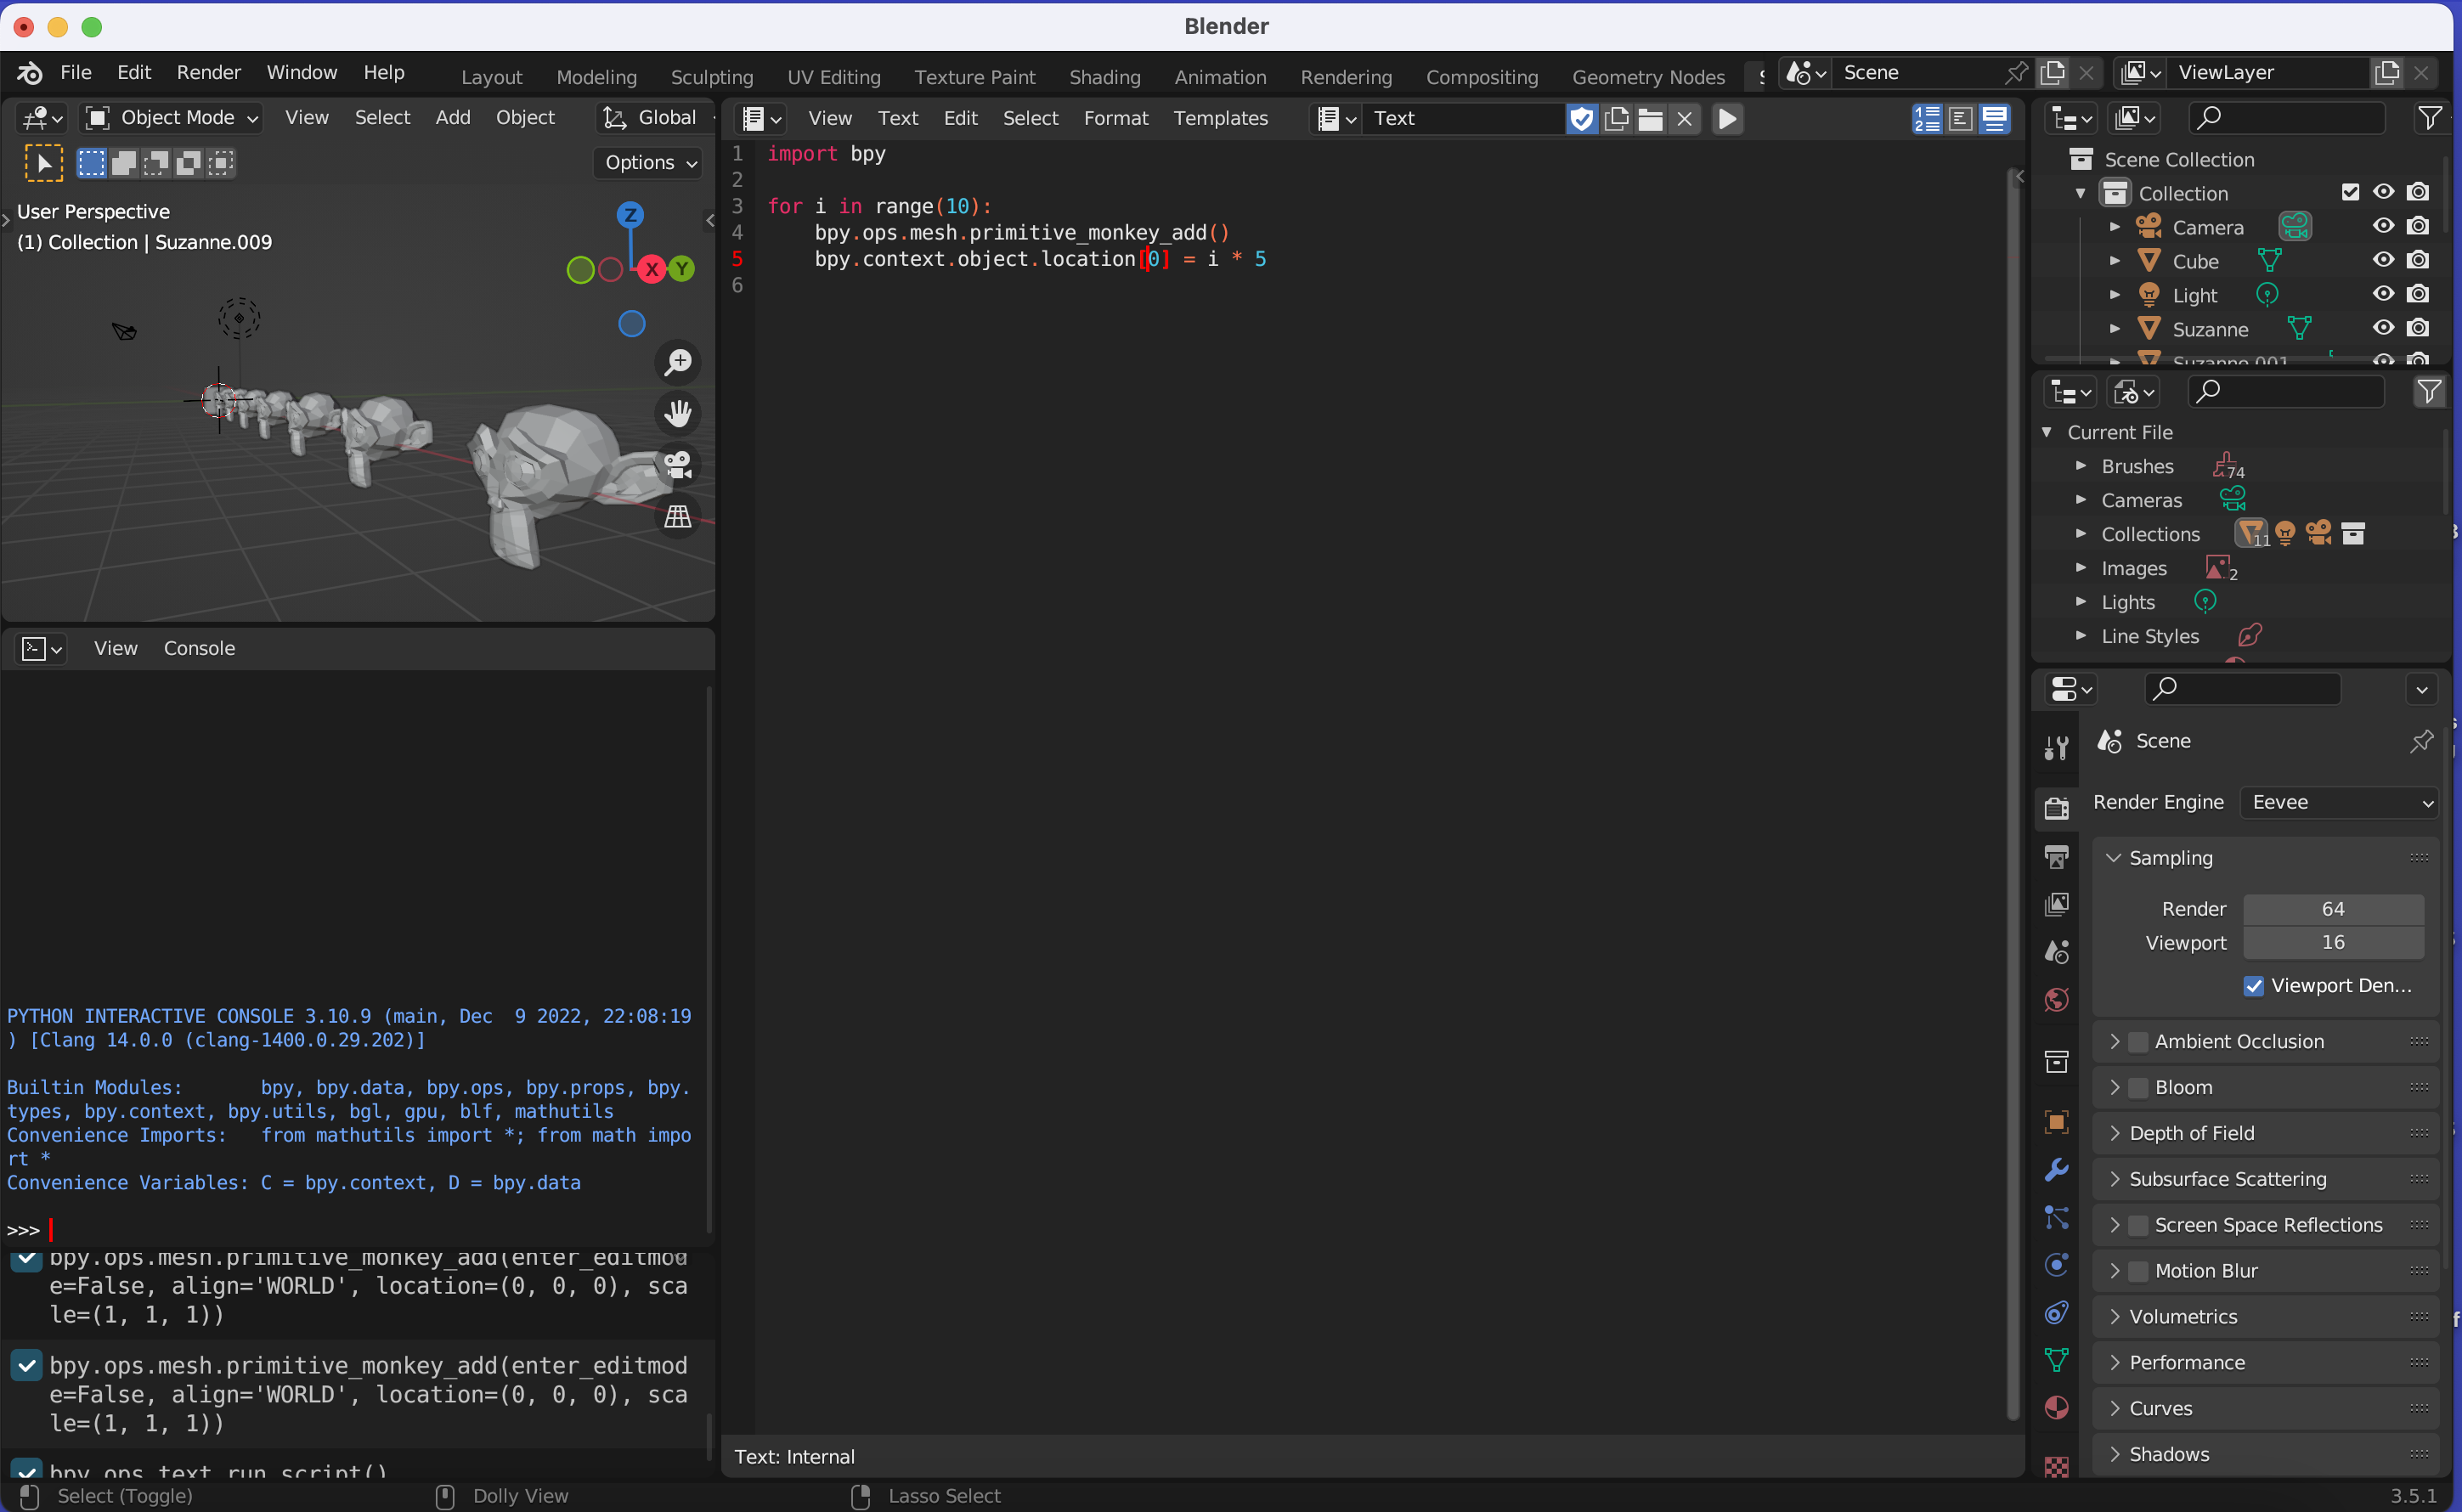 Blender
File Edit Render Window Help Layout Modeling Sculpting UV Editing Texture Paint Shading Animation Rendering Compositing Geometry Nodes Scene ViewLayer
Object Mode View Select Add Object Global
Options
User Perspective
(1) Collection | Suzanne.009
Z
X Y
View Text Edit Select Format Templates Text
1 import bpy
2
3 for i in range(10):
4 bpy.ops.mesh.primitive_monkey_add()
5 bpy.context.object.location[0] = i * 5
6
Text: Internal
View Console
PYTHON INTERACTIVE CONSOLE 3.10.9 (main, Dec  9 2022, 22:08:19
) [Clang 14.0.0 (clang-1400.0.29.202)]
Builtin Modules:       bpy, bpy.data, bpy.ops, bpy.props, bpy.
types, bpy.context, bpy.utils, bgl, gpu, blf, mathutils
Convenience Imports:   from mathutils import *; from math impo
rt *
Convenience Variables: C = bpy.context, D = bpy.data
>>>
bpy.ops.mesh.primitive_monkey_add(enter_editmod
e=False, align='WORLD', location=(0, 0, 0), sca
le=(1, 1, 1))
bpy.ops.mesh.primitive_monkey_add(enter_editmod
e=False, align='WORLD', location=(0, 0, 0), sca
le=(1, 1, 1))
bpy.ops.text.run_script()
Scene Collection
Collection
Camera
Cube
Light
Suzanne
Suzanne.001
Current File
Brushes 74
Cameras
Collections 11
Images 2
Lights
Line Styles
Scene
Render Engine Eevee
Sampling
Render 64
Viewport 16
Viewport Den...
Ambient Occlusion
Bloom
Depth of Field
Subsurface Scattering
Screen Space Reflections
Motion Blur
Volumetrics
Performance
Curves
Shadows
Select (Toggle) Dolly View Lasso Select 3.5.1